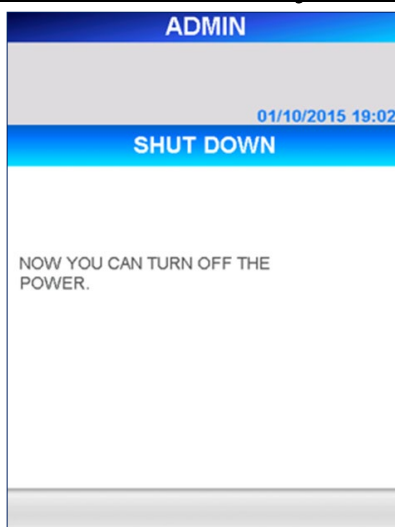 ADMIN
01/10/2015 19:02
SHUT DOWN
NOW YOU CAN TURN OFF THE
POWER.